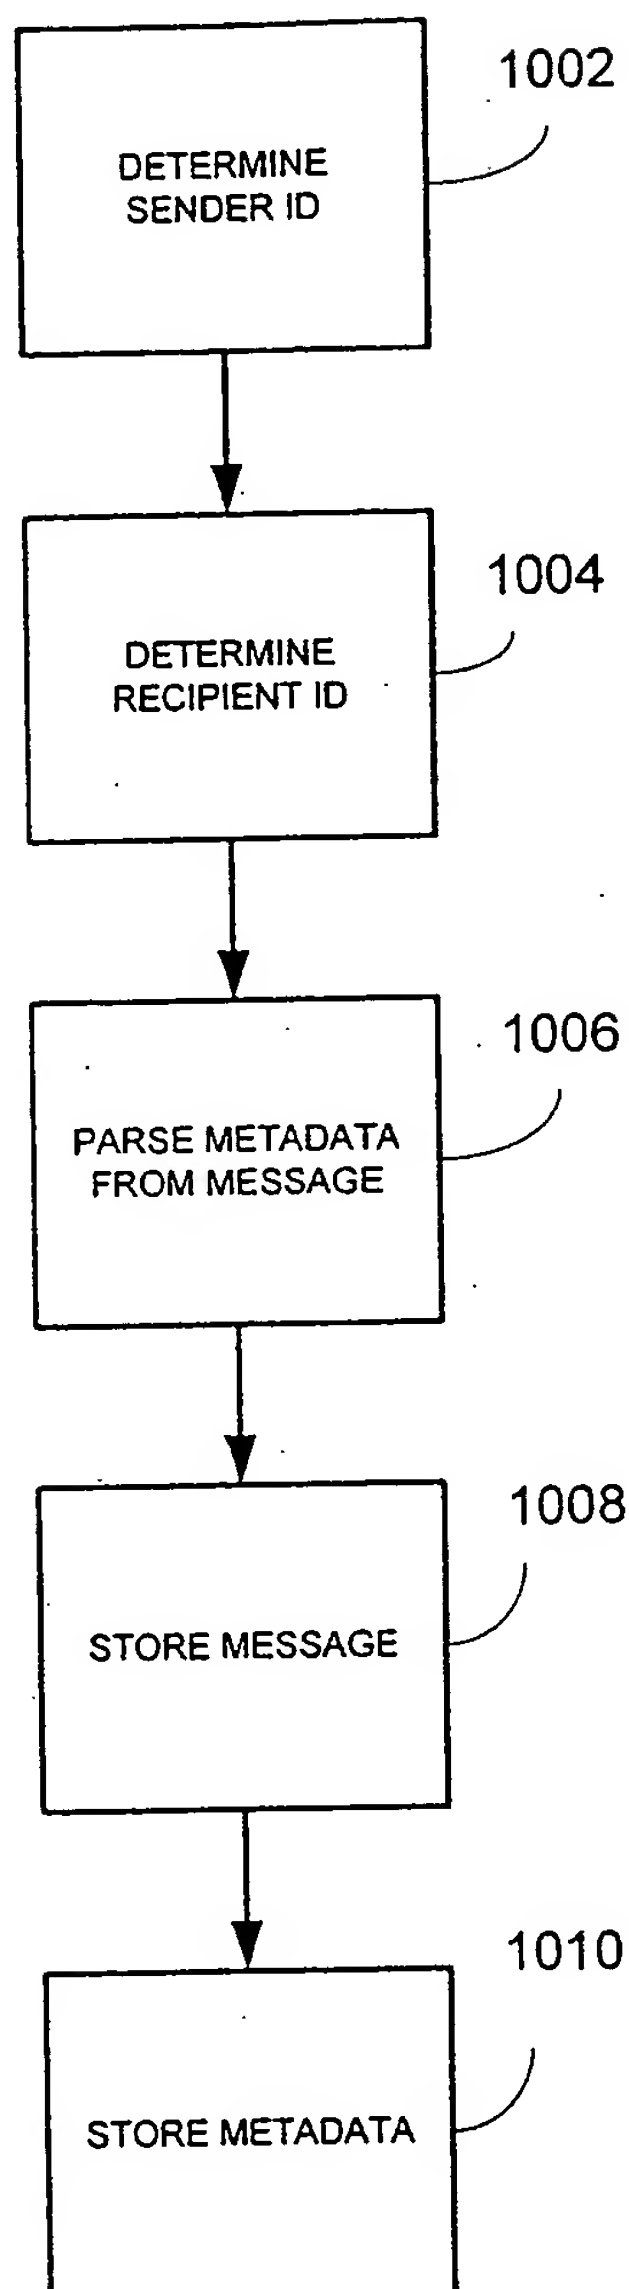 1002
DETERMINE
SENDER ID
1004
DETERMINE
RECIPIENT ID
1006
PARSE METADATA
FROM MESSAGE
1008
STORE MESSAGE
1010
STORE METADATA